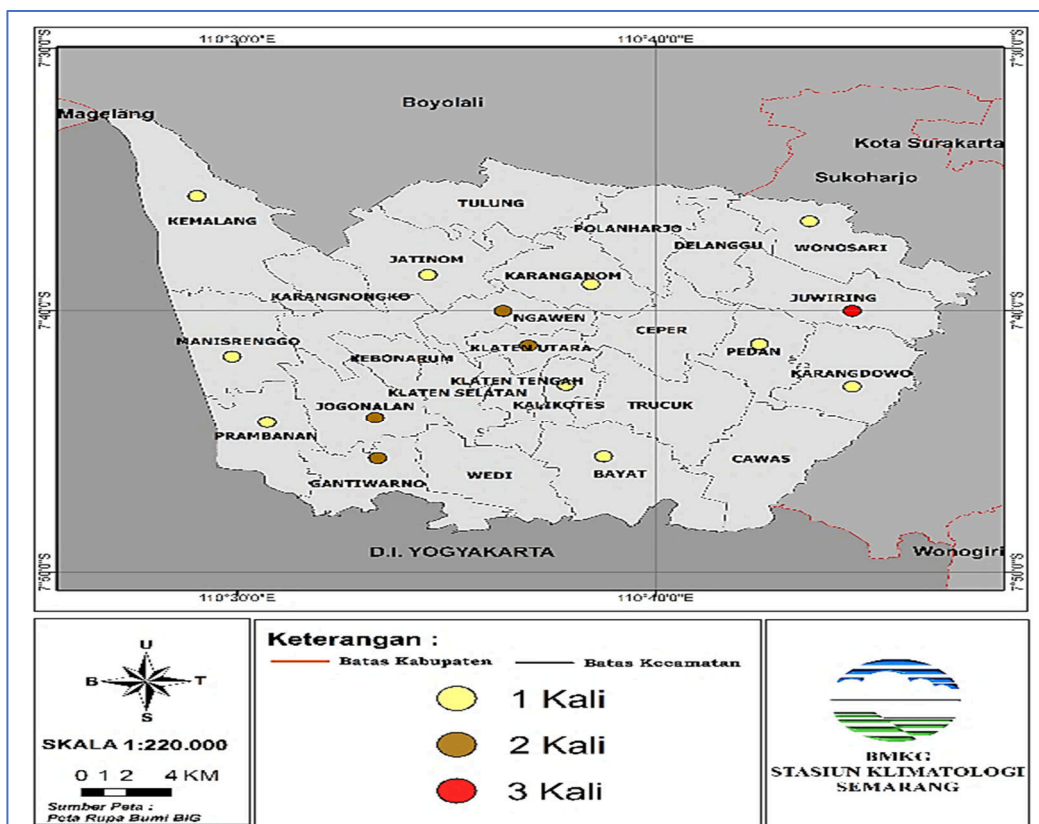 110°30'0"E 110°40'0"E
7°30'0"S 7°30'0"S
Magelang
Boyolali
Kota Surakarta
Sukoharjo
KEMALANG
TULUNG
POLANHARJO
DELANGGU
WONOSARI
JATINOM
KARANGANOM
KARANGNONGKO
JUWIRING
7°40'0"S 7°40'0"S
NGAWEN
CEPER
MANISRENGGO
KLATEN UTARA
PEDAN
KEBONARUM
KARANGDOWO
KLATEN TENGAH
KLATEN SELATAN
JOGONALAN
KALIKOTES
TRUCUK
PRAMBANAN
CAWAS
GANTIWARNO
WEDI
BAYAT
D.I. YOGYAKARTA
Wonogiri
7°50'0"S 7°50'0"S
110°30'0"E 110°40'0"E
U
B T
S
SKALA 1:220.000
0 1 2 4 KM
Sumber Peta :
Peta Rupa Bumi BIG
Keterangan :
Batas Kabupaten Batas Kecamatan
1 Kali
2 Kali
3 Kali
BMKG
STASIUN KLIMATOLOGI
SEMARANG